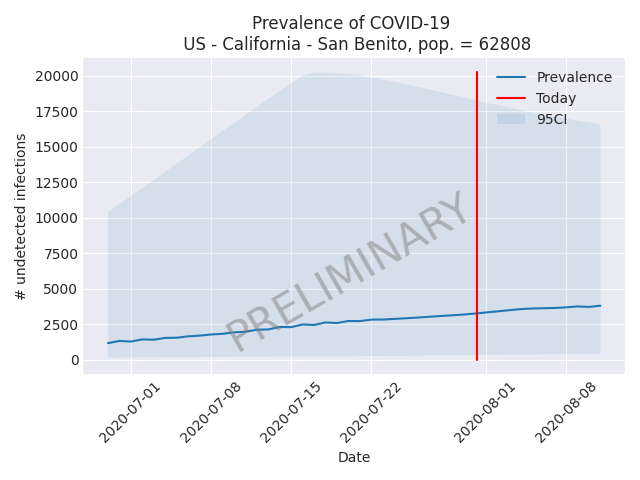 Prevalence of COVID-19
US - California - San Benito, pop. = 62808
# undetected infections
20000
17500
15000
12500
10000
7500
5000
2500
0
Prevalence
Today
95CI
PRELIMINARY
2020-07-01
2020-07-08
2020-07-15
2020-07-22
2020-08-01
2020-08-08
Date